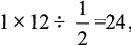 1 × 12 ÷ 1/2 = 24,